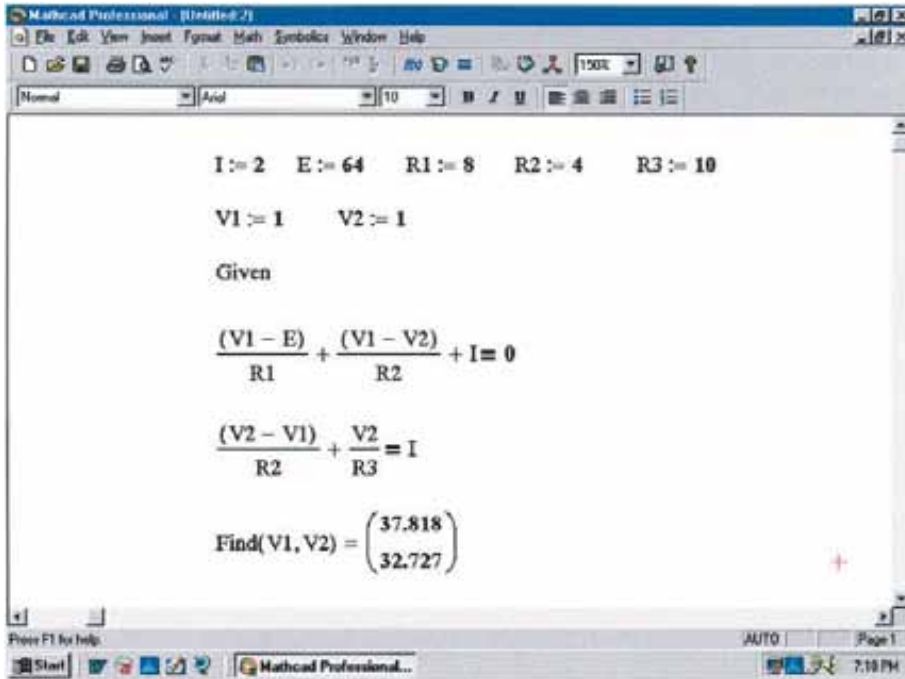 Mathcad Professional - [Untitled:2]
File Edit View Insert Format Math Symbolics Window Help
150%
Normal Arial 10 B I U
I := 2 E := 64 R1 := 8 R2 := 4 R3 := 10
V1 := 1 V2 := 1
Given
(V1 − E)
R1
+
(V1 − V2)
R2
+ I = 0
(V2 − V1)
R2
+
V2
R3
= I
Find(V1, V2) =
37.818
32.727
Press F1 for help. AUTO Page 1
Start Mathcad Professional... 7:10 PM